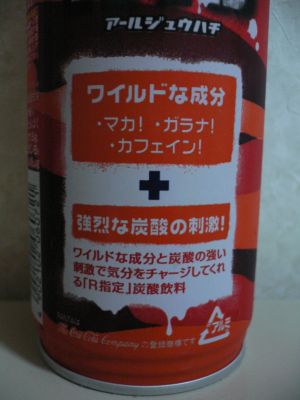 アールジュウハチ
ワイルドな成分
・マカ！・ガラナ！
・カフェイン！
+
強烈な炭酸の刺激！
ワイルドな成分と炭酸の強い
刺激で気分をチャージしてくれ
る「R指定」炭酸飲料
The Coca-Cola Company の登録商標です
アルミ